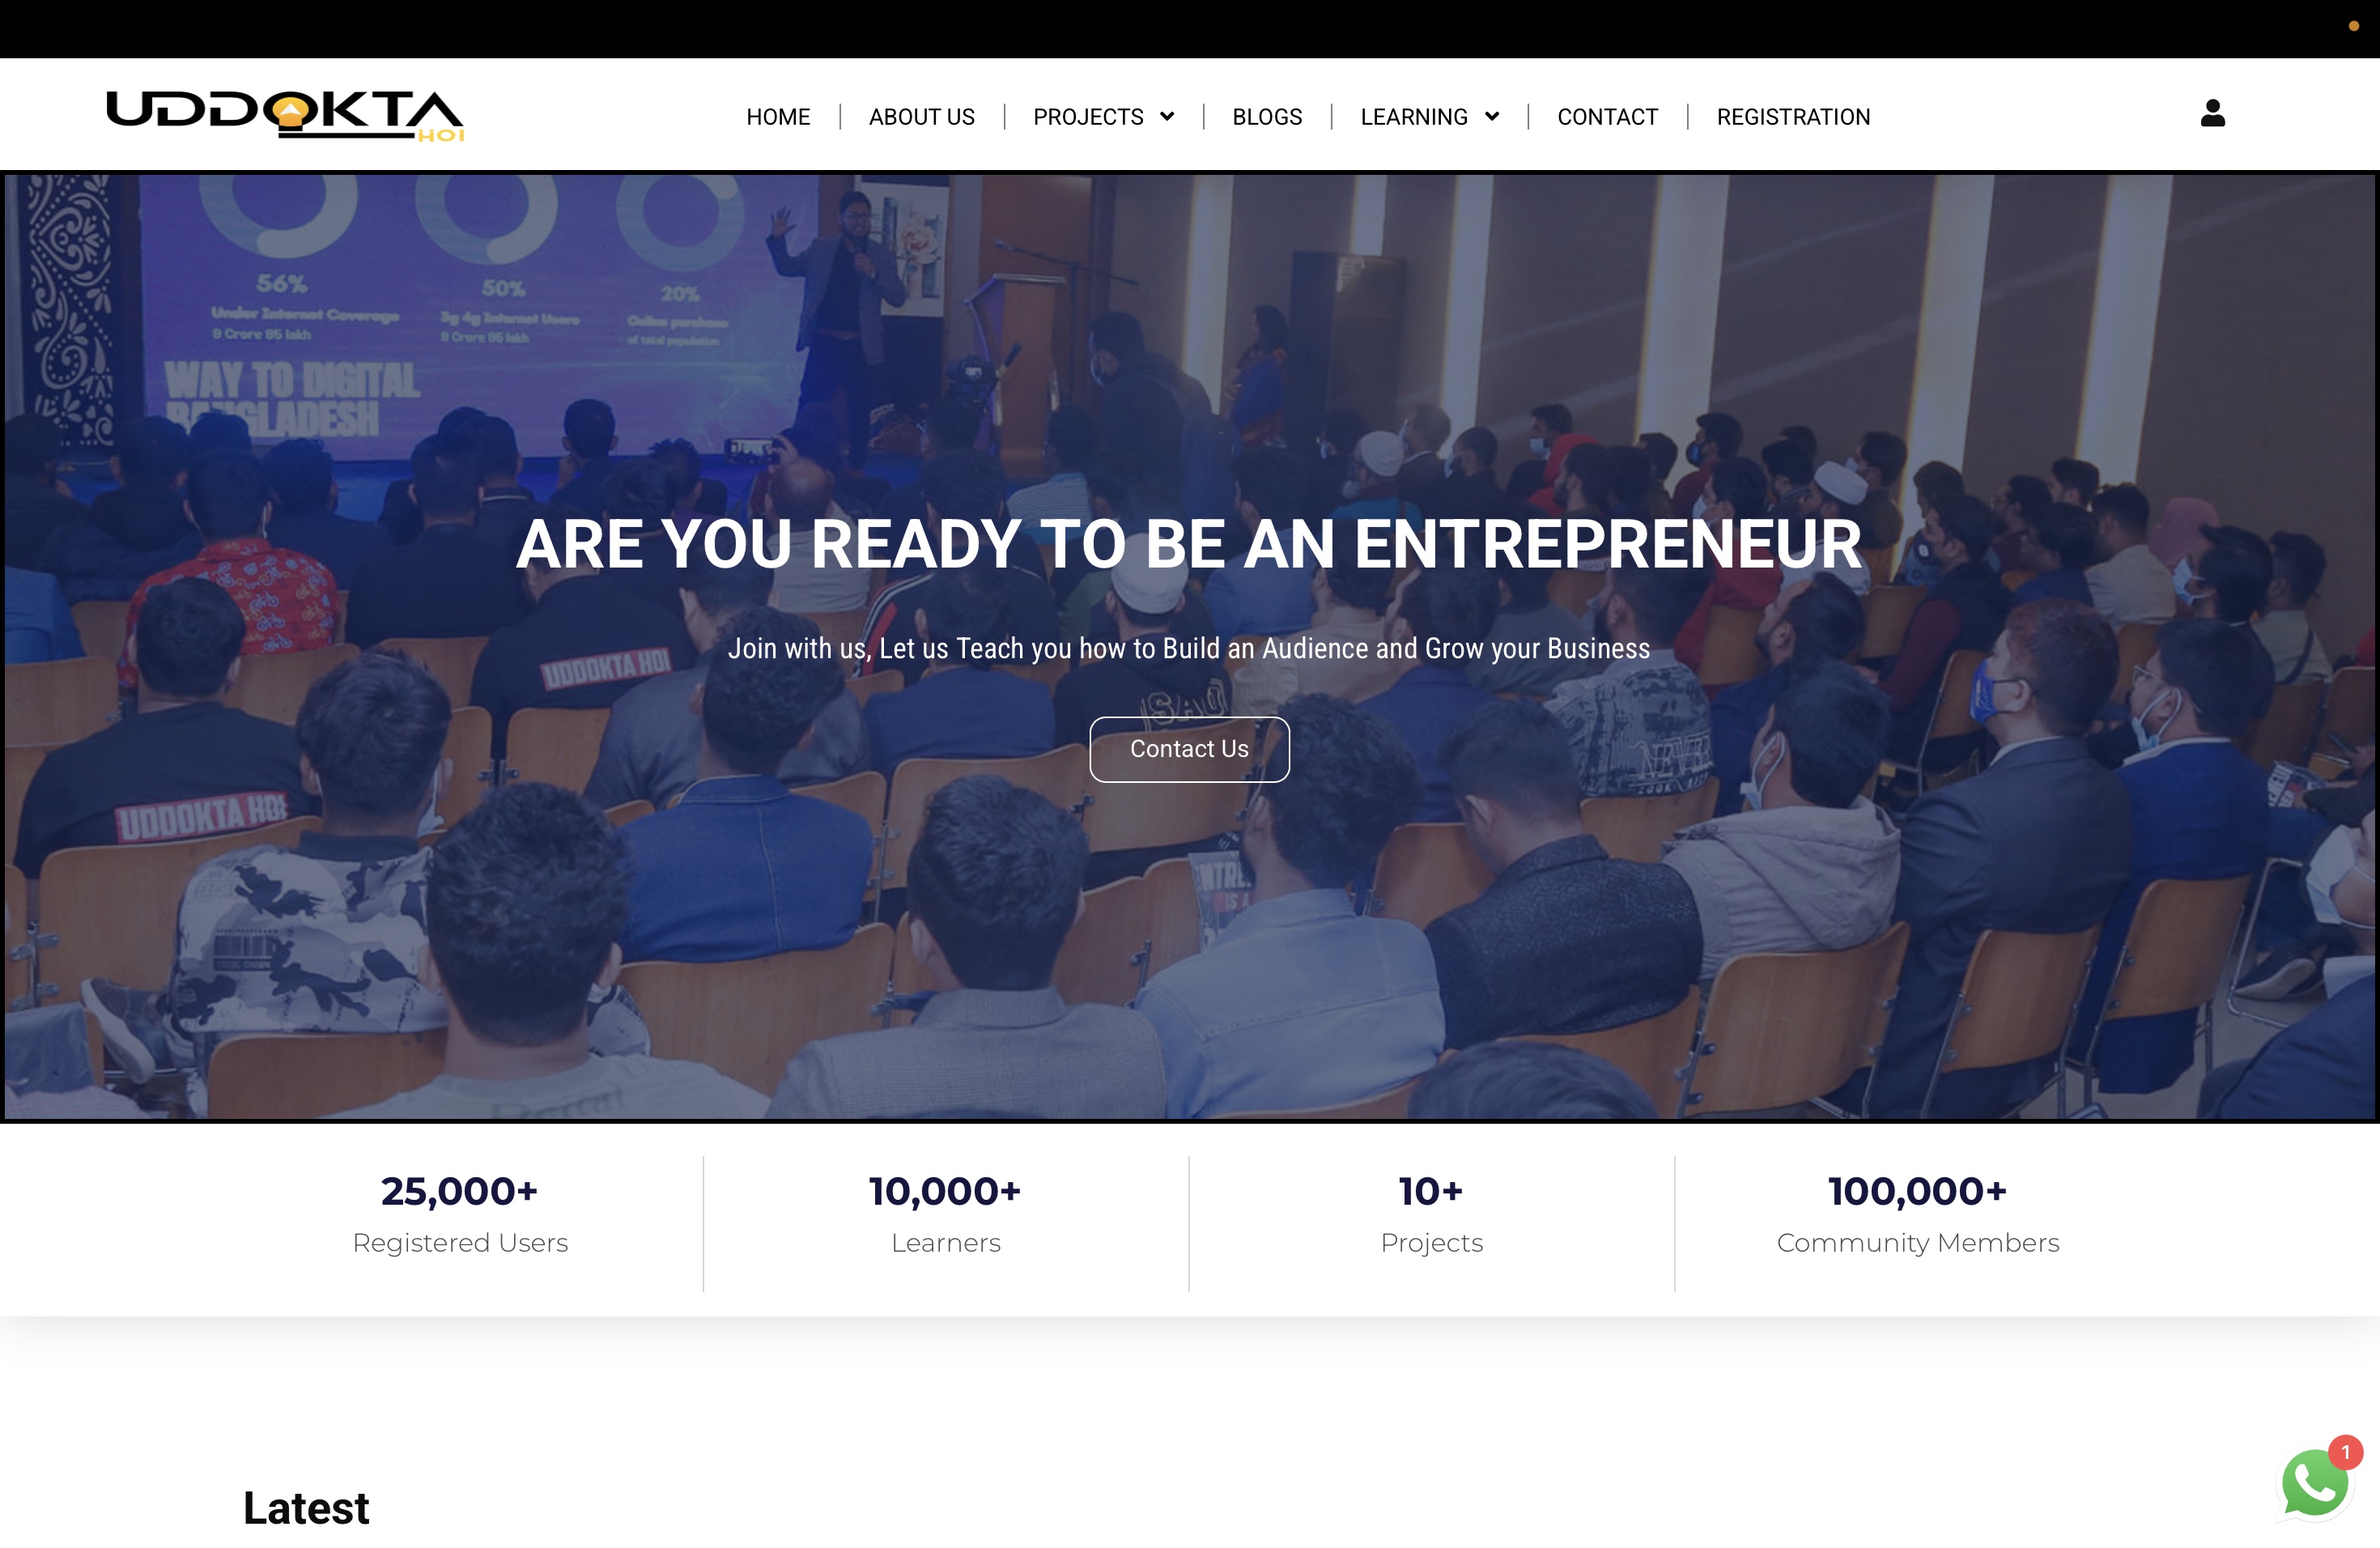 UDDOKTA
HOI
HOME
ABOUT US
PROJECTS
BLOGS
LEARNING
CONTACT
REGISTRATION
56%
Under Internet Coverage
9 Crore 95 lakh
50%
3g 4g Internet Users
9 Crore 95 lakh
20%
Online purchase
of total population
WAY TO DIGITAL
BANGLADESH
ARE YOU READY TO BE AN ENTREPRENEUR
Join with us, Let us Teach you how to Build an Audience and Grow your Business
Contact Us
UDDOKTA HOI
UDDOKTA HOI
25,000+
Registered Users
10,000+
Learners
10+
Projects
100,000+
Community Members
Latest
1